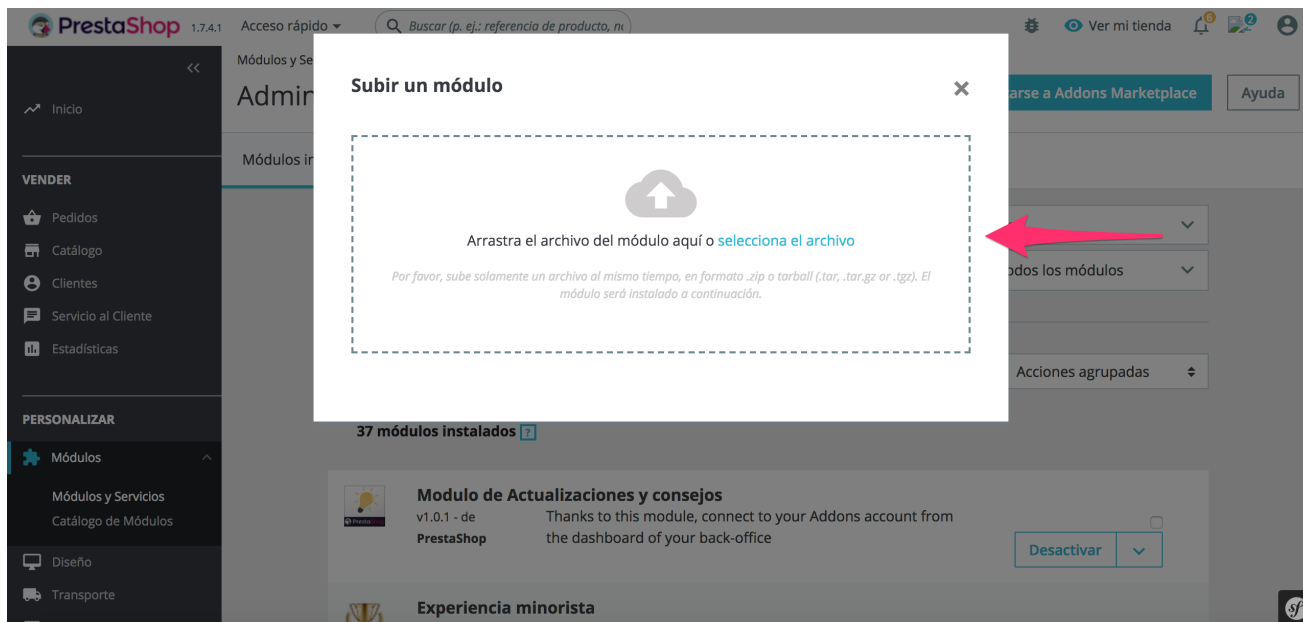 PrestaShop 1.7.4.1 Acceso rápido Buscar (p. ej.: referencia de producto, n Ver mi tienda 6 2
Módulos y Se
Admin
arse a Addons Marketplace Ayuda
Módulos in
Inicio
VENDER
Pedidos
Catálogo
Clientes
Servicio al Cliente
Estadísticas
PERSONALIZAR
Módulos
Módulos y Servicios
Catálogo de Módulos
Diseño
Transporte
Subir un módulo
Arrastra el archivo del módulo aquí o selecciona el archivo
Por favor, sube solamente un archivo al mismo tiempo, en formato .zip o tarball (.tar, .tar.gz or .tgz). El
módulo será instalado a continuación.
odos los módulos
Acciones agrupadas
37 módulos instalados ?
Modulo de Actualizaciones y consejos
v1.0.1 - de Thanks to this module, connect to your Addons account from
PrestaShop the dashboard of your back-office
Desactivar
Experiencia minorista
sf